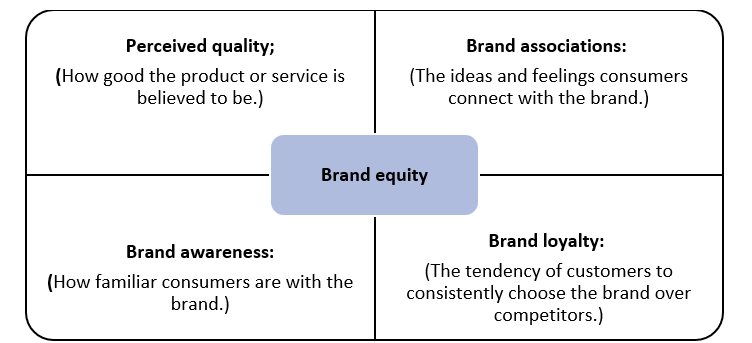 Perceived quality;
(How good the product or service is
believed to be.)
Brand associations:
(The ideas and feelings consumers
connect with the brand.)
Brand equity
Brand awareness:
(How familiar consumers are with the
brand.)
Brand loyalty:
(The tendency of customers to
consistently choose the brand over
competitors.)